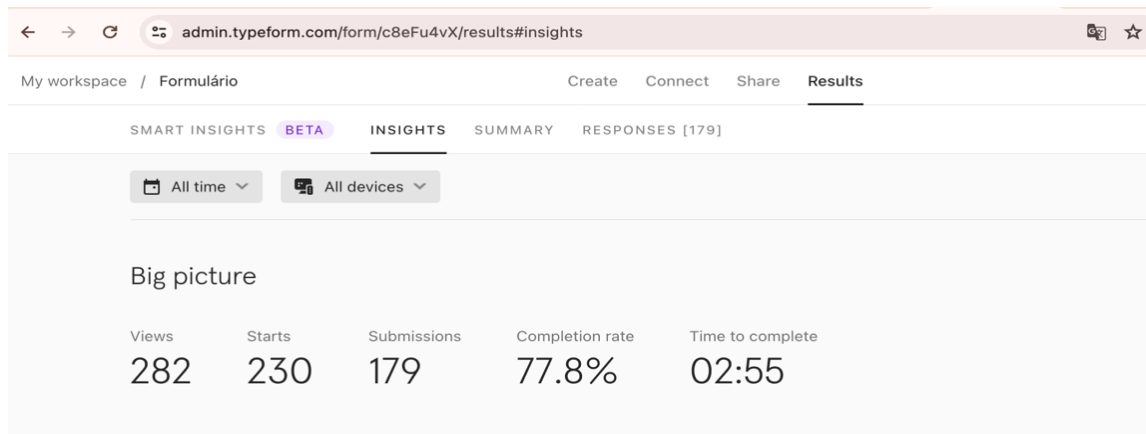 admin.typeform.com/form/c8eFu4vX/results#insights
My workspace / Formulário Create Connect Share Results
SMART INSIGHTS BETA INSIGHTS SUMMARY RESPONSES [179]
All time All devices
Big picture
Views Starts Submissions Completion rate Time to complete
282 230 179 77.8% 02:55